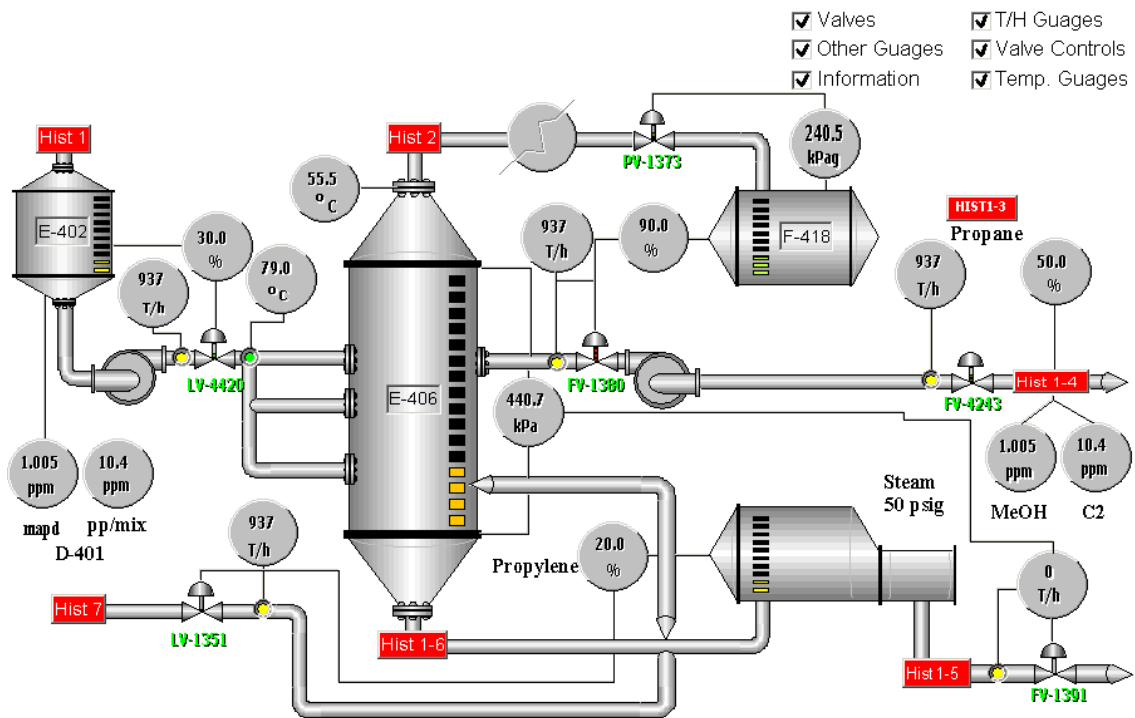 Valves
T/H Guages
Other Guages
Valve Controls
Information
Temp. Guages
Hist 1
Hist 2
240.5
kPag
PV-1373
55.5
° C
E-402
30.0
%
79.0
° C
937
T/h
937
T/h
90.0
%
F-418
HIST1-3
Propane
937
T/h
50.0
%
LV-4420
E-406
FV-1380
440.7
kPa
FV-4243
Hist 1-4
1.005
ppm
10.4
ppm
mapd
pp/mix
D-401
1.005
ppm
10.4
ppm
MeOH
C2
Steam
50 psig
937
T/h
Propylene
20.0
%
0
T/h
Hist 7
LV-1351
Hist 1-6
Hist 1-5
FV-1391